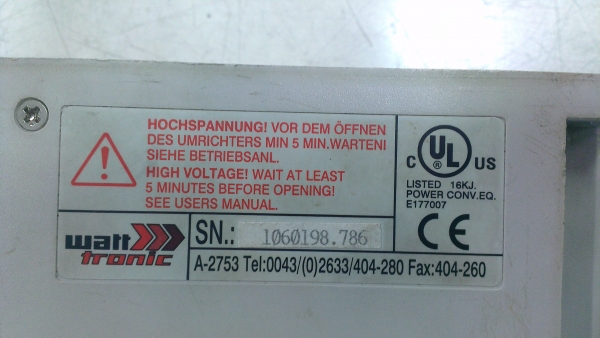 HOCHSPANNUNG! VOR DEM ÖFFNEN
DES UMRICHTERS MIN 5 MIN.WARTEN!
SIEHE BETRIEBSANL.
HIGH VOLTAGE! WAIT AT LEAST
5 MINUTES BEFORE OPENING!
SEE USERS MANUAL.
C UL US
LISTED 16KJ.
POWER CONV.EQ.
E177007
CE
watt
tronic
SN.: 1060198.786
A-2753 Tel:0043/(0)2633/404-280 Fax:404-260